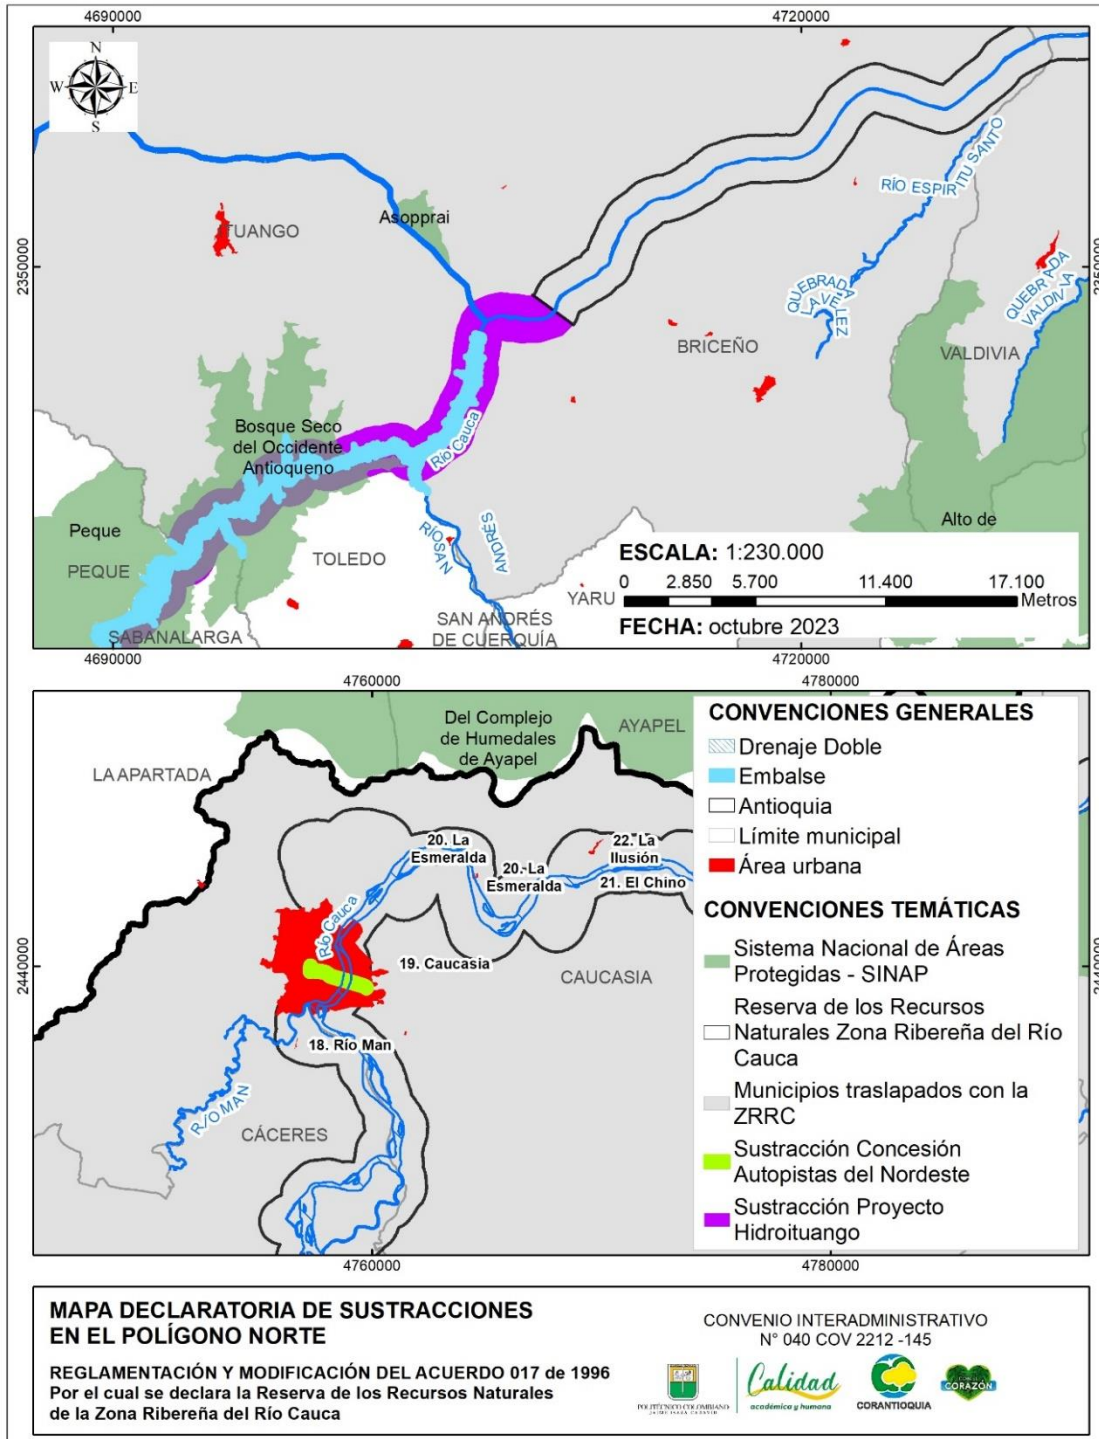 4690000
4720000
N
W
E
S
RÍO ESPIRITU SANTO
Asopprai
ITUANGO
2350000
2350000
QUEBRADA
LA VELEZ
QUEBRADA
VALDIVIA
BRICEÑO
VALDIVIA
Bosque Seco
del Occidente
Antioqueno
Río Cauca
Peque
PEQUE
TOLEDO
RÍO SAN ANDRÉS
Alto de
ESCALA: 1:230.000
0 2.850 5.700 11.400 17.100
Metros
FECHA: octubre 2023
YARU
SABANALARGA
SAN ANDRÉS
DE CUERQUÍA
4690000
4720000
4760000
4780000
Del Complejo
de Humedales
de Ayapel
AYAPEL
LA APARTADA
20. La
Esmeralda
20. La
Esmeralda
22. La
Ilusión
21. El Chino
Río Cauca
2440000
2440000
19. Caucasia
CAUCASIA
18. Río Man
RÍO MAN
CÁCERES
CONVENCIONES GENERALES
Drenaje Doble
Embalse
Antioquia
Límite municipal
Área urbana
CONVENCIONES TEMÁTICAS
Sistema Nacional de Áreas
Protegidas - SINAP
Reserva de los Recursos
Naturales Zona Ribereña del Río
Cauca
Municipios traslapados con la
ZRRC
Sustracción Concesión
Autopistas del Nordeste
Sustracción Proyecto
Hidroituango
4760000
4780000
MAPA DECLARATORIA DE SUSTRACCIONES
EN EL POLÍGONO NORTE
REGLAMENTACIÓN Y MODIFICACIÓN DEL ACUERDO 017 de 1996
Por el cual se declara la Reserva de los Recursos Naturales
de la Zona Ribereña del Río Cauca
CONVENIO INTERADMINISTRATIVO
N° 040 COV 2212 -145
POLITÉCNICO COLOMBIANO
JAIME ISAZA CADAVID
Calidad
académica y humana
CORANTIOQUIA
CORAZÓN